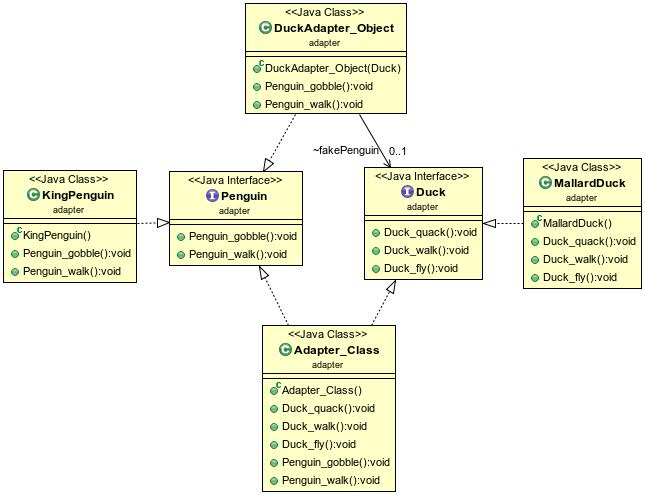 <<Java Class>>
DuckAdapter_Object
adapter
DuckAdapter_Object(Duck)
Penguin_gobble():void
Penguin_walk():void
~fakePenguin
0..1
<<Java Class>>
KingPenguin
adapter
KingPenguin()
Penguin_gobble():void
Penguin_walk():void
<<Java Interface>>
Penguin
adapter
Penguin_gobble():void
Penguin_walk():void
<<Java Interface>>
Duck
adapter
Duck_quack():void
Duck_walk():void
Duck_fly():void
<<Java Class>>
MallardDuck
adapter
MallardDuck()
Duck_quack():void
Duck_walk():void
Duck_fly():void
<<Java Class>>
Adapter_Class
adapter
Adapter_Class()
Duck_quack():void
Duck_walk():void
Duck_fly():void
Penguin_gobble():void
Penguin_walk():void